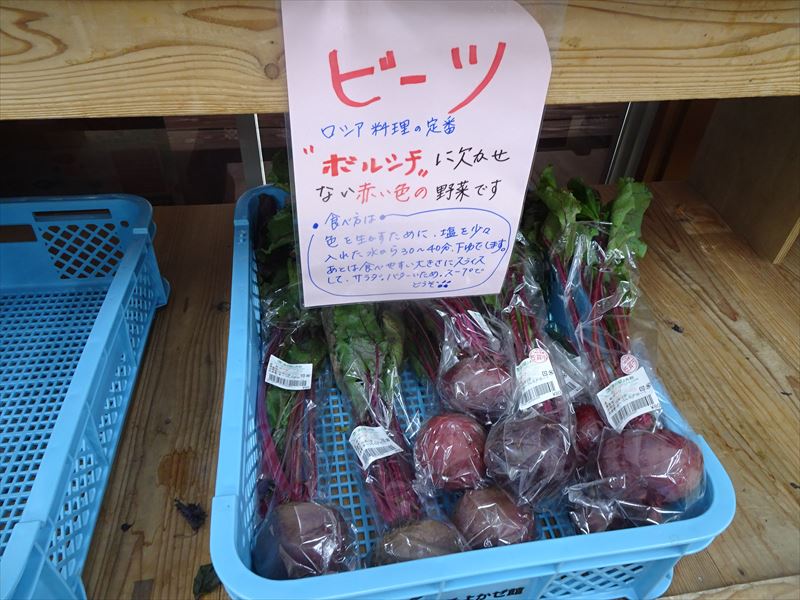 ビーツ
ロシア料理の定番
"ボルシチ"に欠かせ
ない赤い色の野菜です
食べ方は
色を生かすために、塩を少々
入れた水から30〜40分、下ゆでします。
あとは食べやすい大きさにスライス
して、サラダ、バターいため、スープで
どうぞ!!
よかぜ館